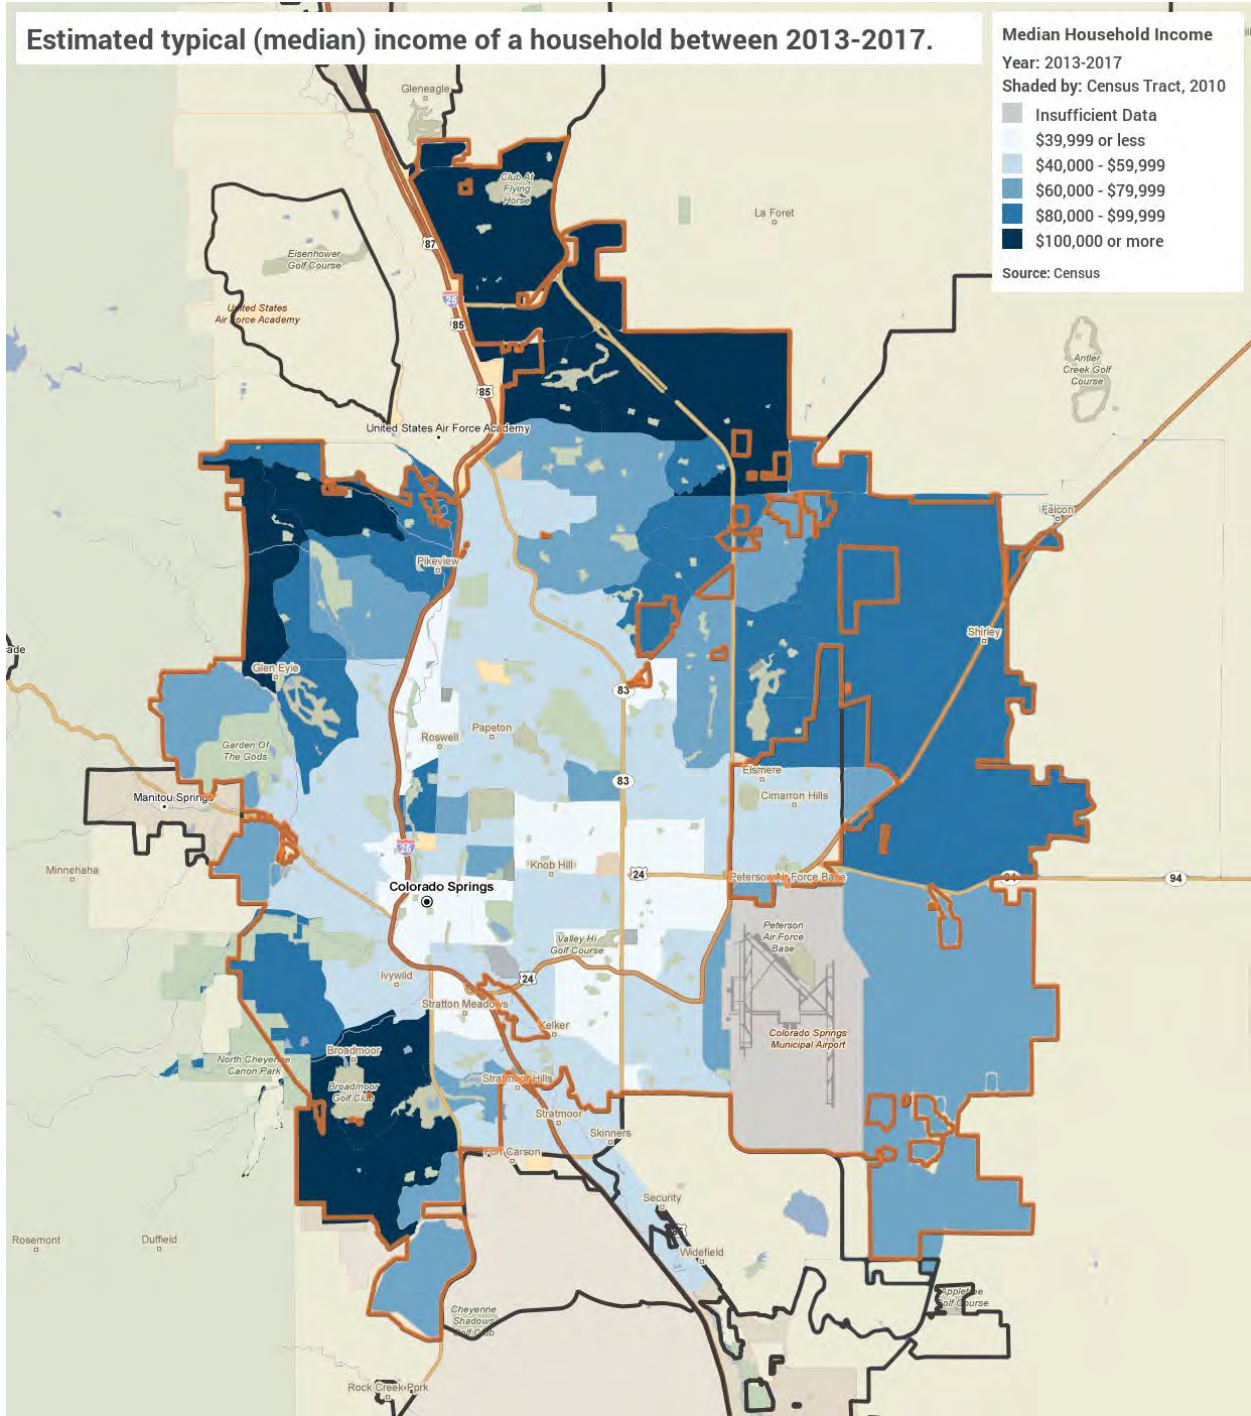 Estimated typical (median) income of a household between 2013-2017.
Median Household Income
Year: 2013-2017
Shaded by: Census Tract, 2010
Insufficient Data
$39,999 or less
$40,000 - $59,999
$60,000 - $79,999
$80,000 - $99,999
$100,000 or more
Source: Census
Gleneagle
Club At
Flying
Horse
La Foret
87
Eisenhower
Golf Course
25
United States
Air Force Academy
85
Antler
Creek Golf
Course
85
United States Air Force Academy
Falcon
Pikeview
Shirley
ade
Glen Eyie
83
Garden Of
The Gods
Roswell
Papeton
Elsmere
83
Manitou Springs
Cimarron Hills
25
Minnehaha
Knob Hill
24
Peterson Air Force Base
94
94
Colorado Springs
Peterson
Air Force
Base
Valley Hi
Golf Course
Ivywild
24
Stratton Meadows
Kelker
Colorado Springs
Municipal Airport
Broadmoor
North Cheyenne
Canon Park
Stratmoor Hills
Broadmoor
Golf Club
Stratmoor
Skinners
Fort Carson
Security
Rosemont
Duffield
Widefield
Appletree
Golf Course
Cheyenne
Shadows
Golf Club
Rock Creek Park